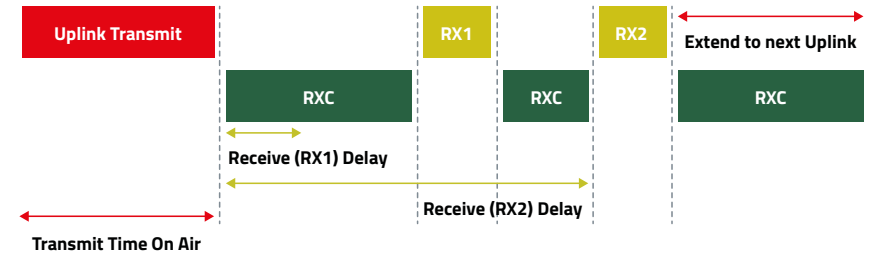 Uplink Transmit
RX1
RX2
Extend to next Uplink
RXC
RXC
RXC
Receive (RX1) Delay
Receive (RX2) Delay
Transmit Time On Air